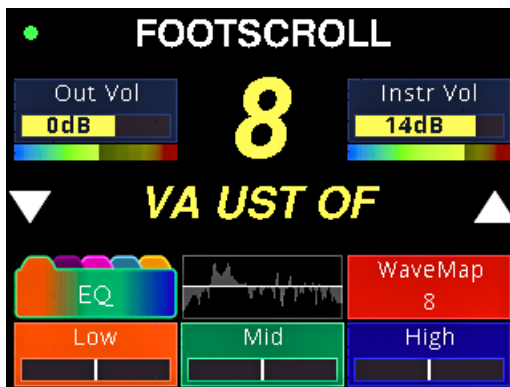 FOOTSCROLL
Out Vol
0dB
8
Instr Vol
14dB
VA UST OF
EQ
WaveMap
8
Low
Mid
High